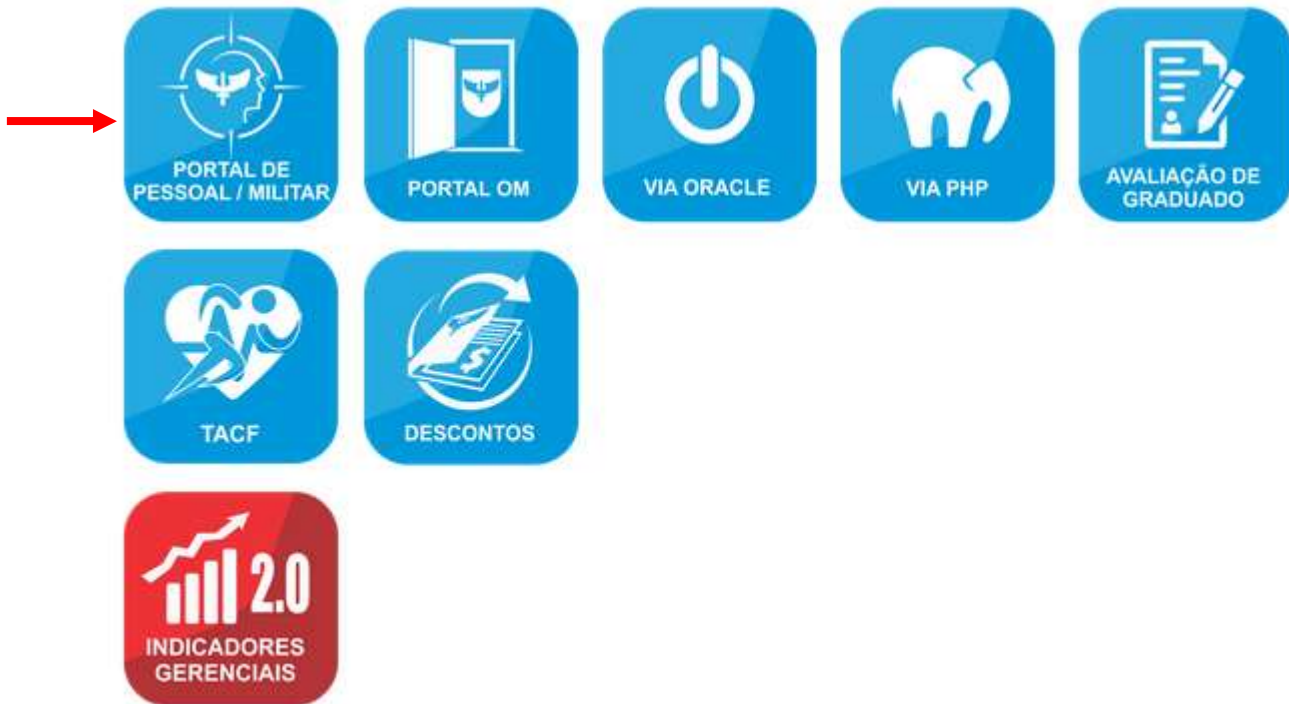 PORTAL DE
PESSOAL / MILITAR
PORTAL OM
VIA ORACLE
VIA PHP
AVALIAÇÃO DE
GRADUADO
TACF
$
DESCONTOS
2.0
INDICADORES
GERENCIAIS